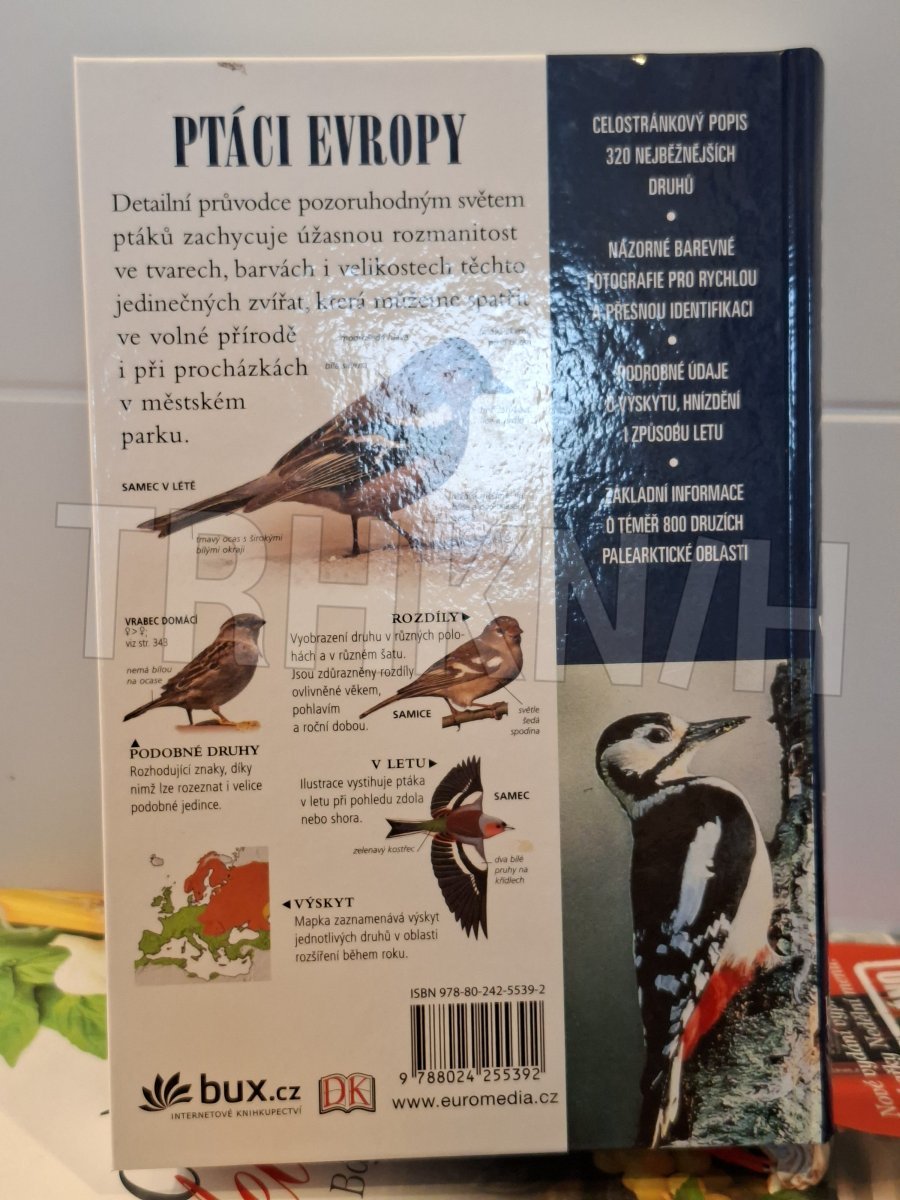 PTÁCI EVROPY
Detailní průvodce pozoruhodným světem
ptáků zachycuje úžasnou rozmanitost
ve tvarech, barvách i velikostech těchto
jedinečných zvířat, která můžeme spatřit
ve volné přírodě
i při procházkách
v městském
parku.
SAMEC V LÉTĚ
tmavý ocas s širokými
bílými okraji
CELOSTRÁNKOVÝ POPIS
320 NEJBĚŽNĚJŠÍCH
DRUHŮ
•
NÁZORNÉ BAREVNÉ
FOTOGRAFIE PRO RYCHLOU
A PŘESNOU IDENTIFIKACI
•
PODROBNÉ ÚDAJE
O VÝSKYTU, HNÍZDĚNÍ
I ZPŮSOBU LETU
•
ZÁKLADNÍ INFORMACE
O TÉMĚŘ 800 DRUZÍCH
PALEARKTICKÉ OBLASTI
TRHKNIH
VRABEC DOMÁCÍ
♀>♀;
viz str. 343
nemá bílou
na ocase
▲
PODOBNÉ DRUHY
Rozhodující znaky, díky
nimž lze rozeznat i velice
podobné jedince.
ROZDÍLY▶
Vyobrazení druhu v různých polo-
hách a v různém šatu.
Jsou zdůrazněny rozdíly
ovlivněné věkem,
pohlavím
a roční dobou.
SAMICE
světle
šedá
spodina
V LETU▶
Ilustrace vystihuje ptáka
v letu při pohledu zdola
nebo shora.
SAMEC
zelenavý kostřec
dva bílé
pruhy na
křídlech
◀VÝSKYT
Mapka zaznamenává výskyt
jednotlivých druhů v oblasti
rozšíření během roku.
ISBN 978-80-242-5539-2
9 788024 255392
bux.cz
INTERNETOVÉ KNIHKUPECTVÍ
DK
www.euromedia.cz